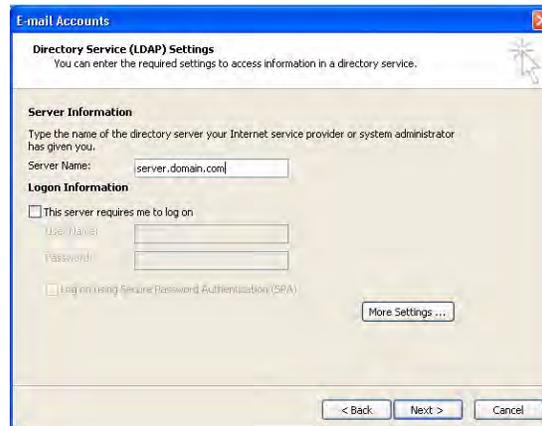 E-mail Accounts
Directory Service (LDAP) Settings
You can enter the required settings to access information in a directory service.
Server Information
Type the name of the directory server your Internet service provider or system administrator
has given you.
Server Name: server.domain.com
Logon Information
This server requires me to log on
User Name:
Password:
Log on using Secure Password Authentication (SPA)
More Settings ...
< Back Next > Cancel